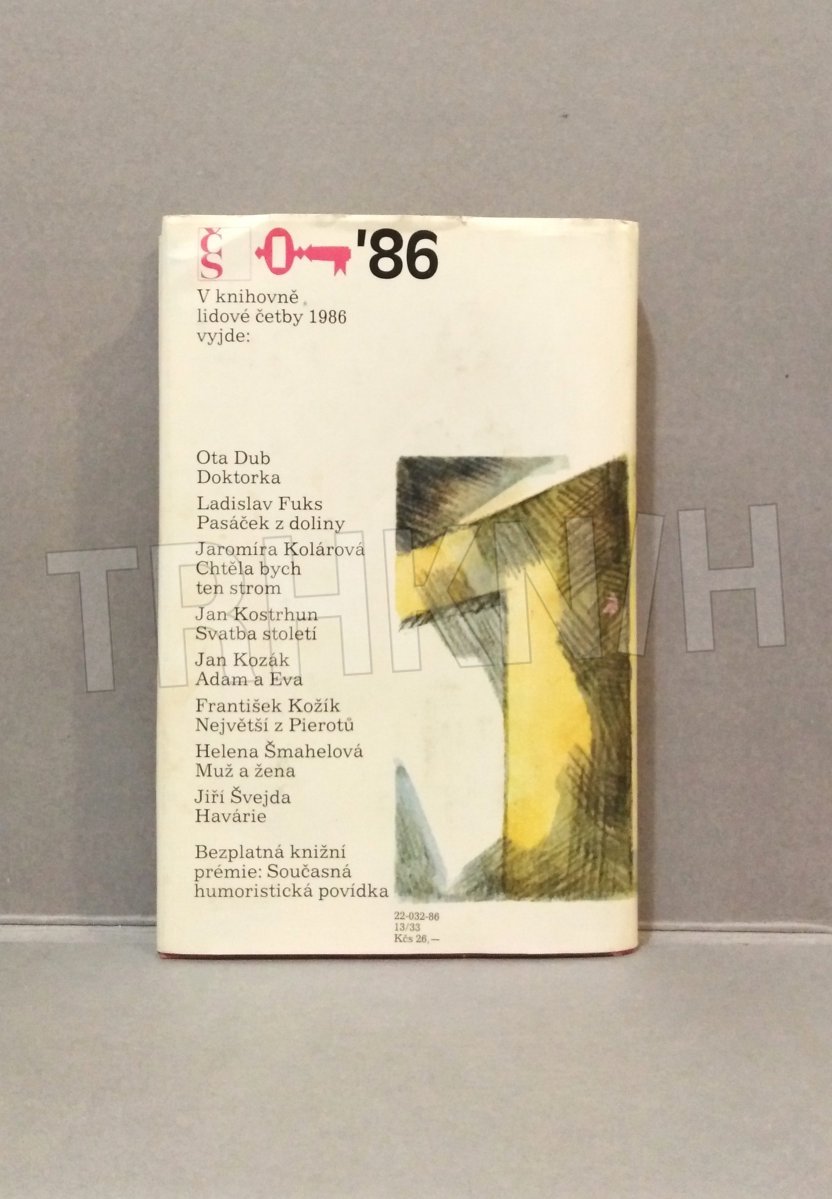 ČS '86
V knihovně
lidové četby 1986
vyjde:
Ota Dub
Doktorka
Ladislav Fuks
Pasáček z doliny
Jaromíra Kolárová
Chtěla bych
ten strom
Jan Kostrhun
Svatba století
Jan Kozák
Adam a Eva
František Kožík
Největší z Pierotů
Helena Šmahelová
Muž a žena
Jiří Švejda
Havárie
Bezplatná knižní
prémie: Současná
humoristická povídka
22-032-86
13/33
Kčs 26,—
TRHKNIH